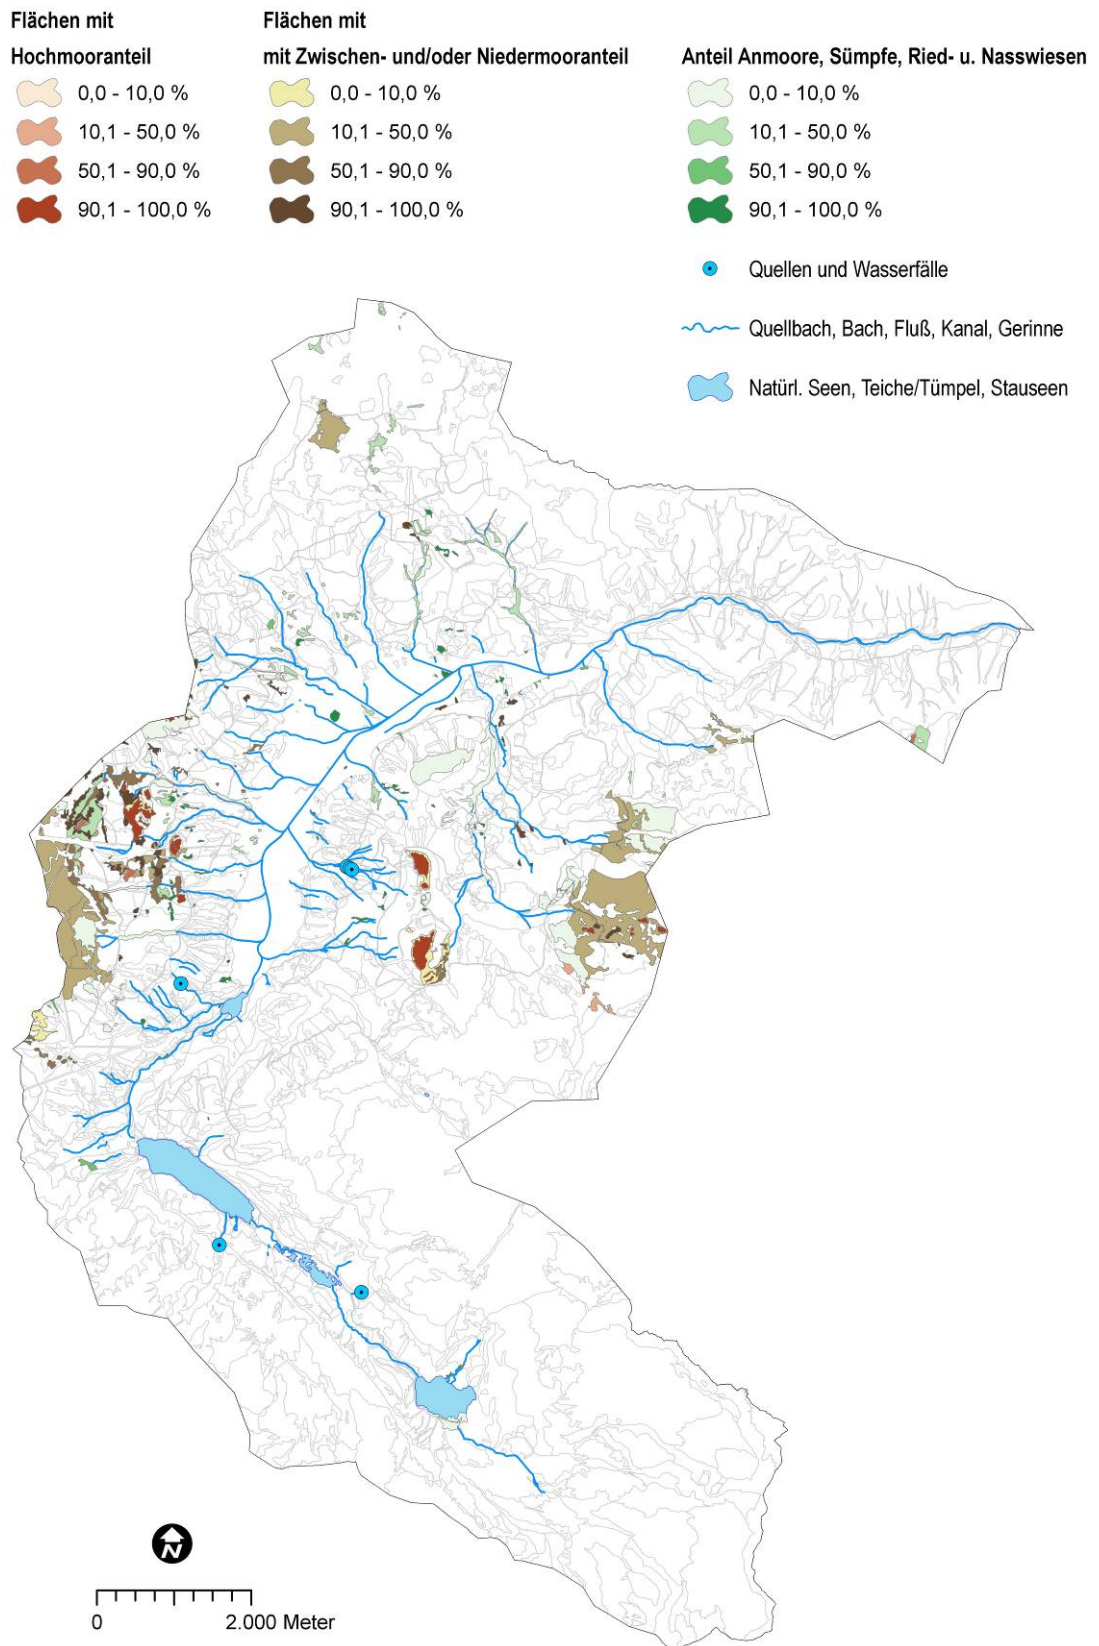 Flächen mit
Hochmooranteil
0,0 - 10,0 %
10,1 - 50,0 %
50,1 - 90,0 %
90,1 - 100,0 %
Flächen mit
mit Zwischen- und/oder Niedermooranteil
0,0 - 10,0 %
10,1 - 50,0 %
50,1 - 90,0 %
90,1 - 100,0 %
Anteil Anmoore, Sümpfe, Ried- u. Nasswiesen
0,0 - 10,0 %
10,1 - 50,0 %
50,1 - 90,0 %
90,1 - 100,0 %
Quellen und Wasserfälle
Quellbach, Bach, Fluß, Kanal, Gerinne
Natürl. Seen, Teiche/Tümpel, Stauseen
N
0 2.000 Meter